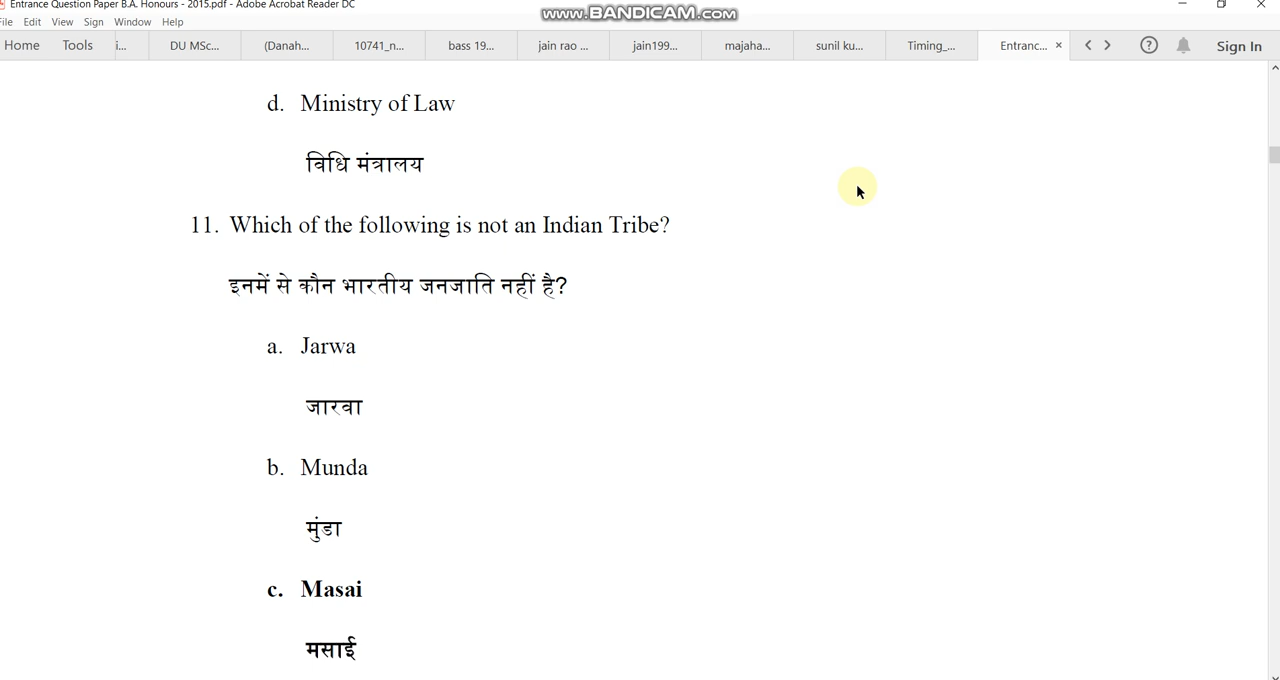 Entrance Question Paper B.A. Honours - 2015.pdf - Adobe Acrobat Reader DC
www.BANDICAM.com
File Edit View Sign Window Help
Home Tools i... DU MSc... (Danah... 10741_n... bass 19... jain rao ... jain199... majaha... sunil ku... Timing_... Entranc... × ? Sign In
d. Ministry of Law
विधि मंत्रालय
11. Which of the following is not an Indian Tribe?
इनमें से कौन भारतीय जनजाति नहीं है?
a. Jarwa
जारवा
b. Munda
मुंडा
c. Masai
मसाई